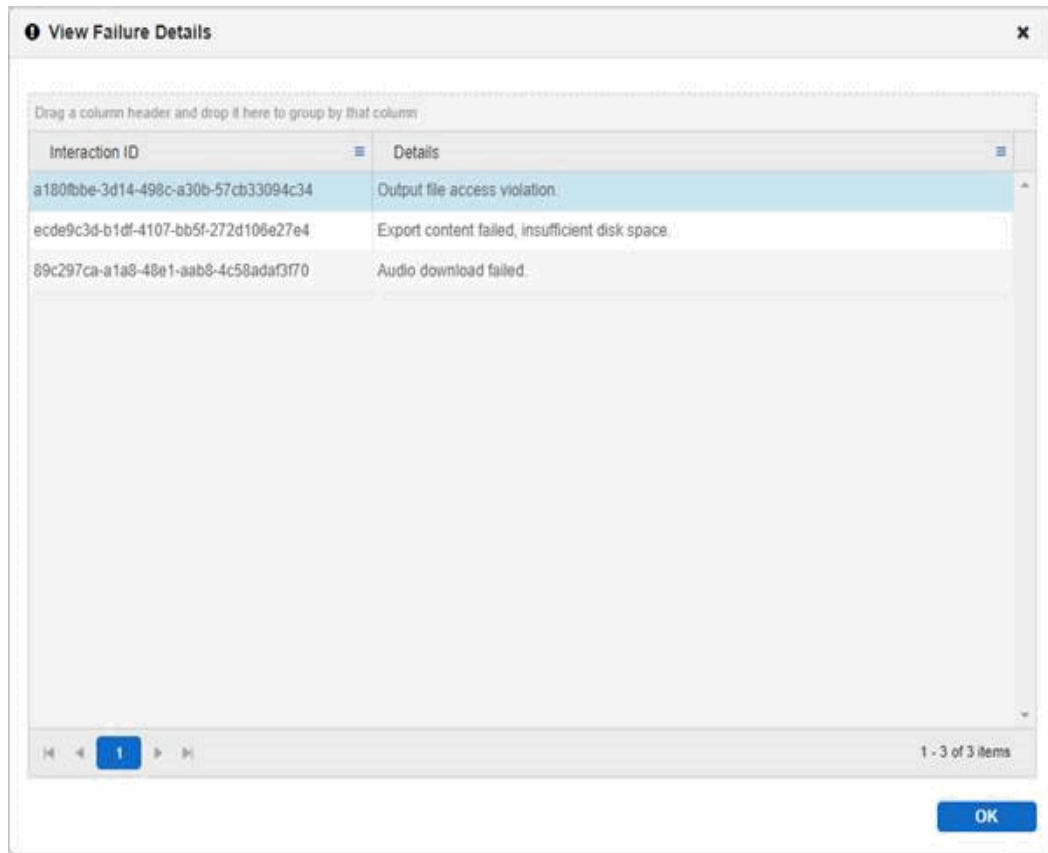 View Failure Details
Drag a column header and drop it here to group by that column
Interaction ID Details
a180fbbe-3d14-498c-a30b-57cb33094c34 Output file access violation.
ecde9c3d-b1df-4107-bb5f-272d106e27e4 Export content failed, insufficient disk space.
89c297ca-a1a8-48e1-aab8-4c58adaf3f70 Audio download failed.
1 1 - 3 of 3 items
OK